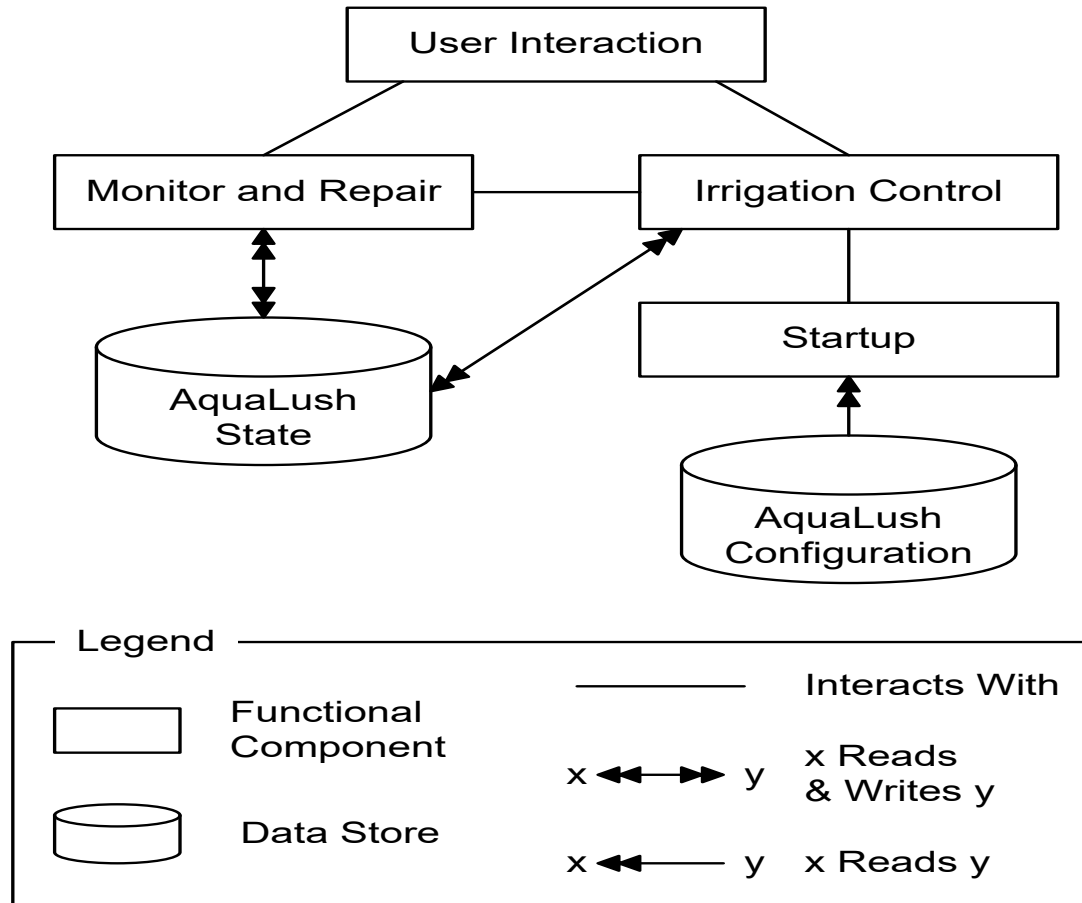 User Interaction
Monitor and Repair
Irrigation Control
Startup
AquaLush
State
AquaLush
Configuration
Legend
Functional
Component
Data Store
Interacts With
x y x Reads
& Writes y
x y x Reads y